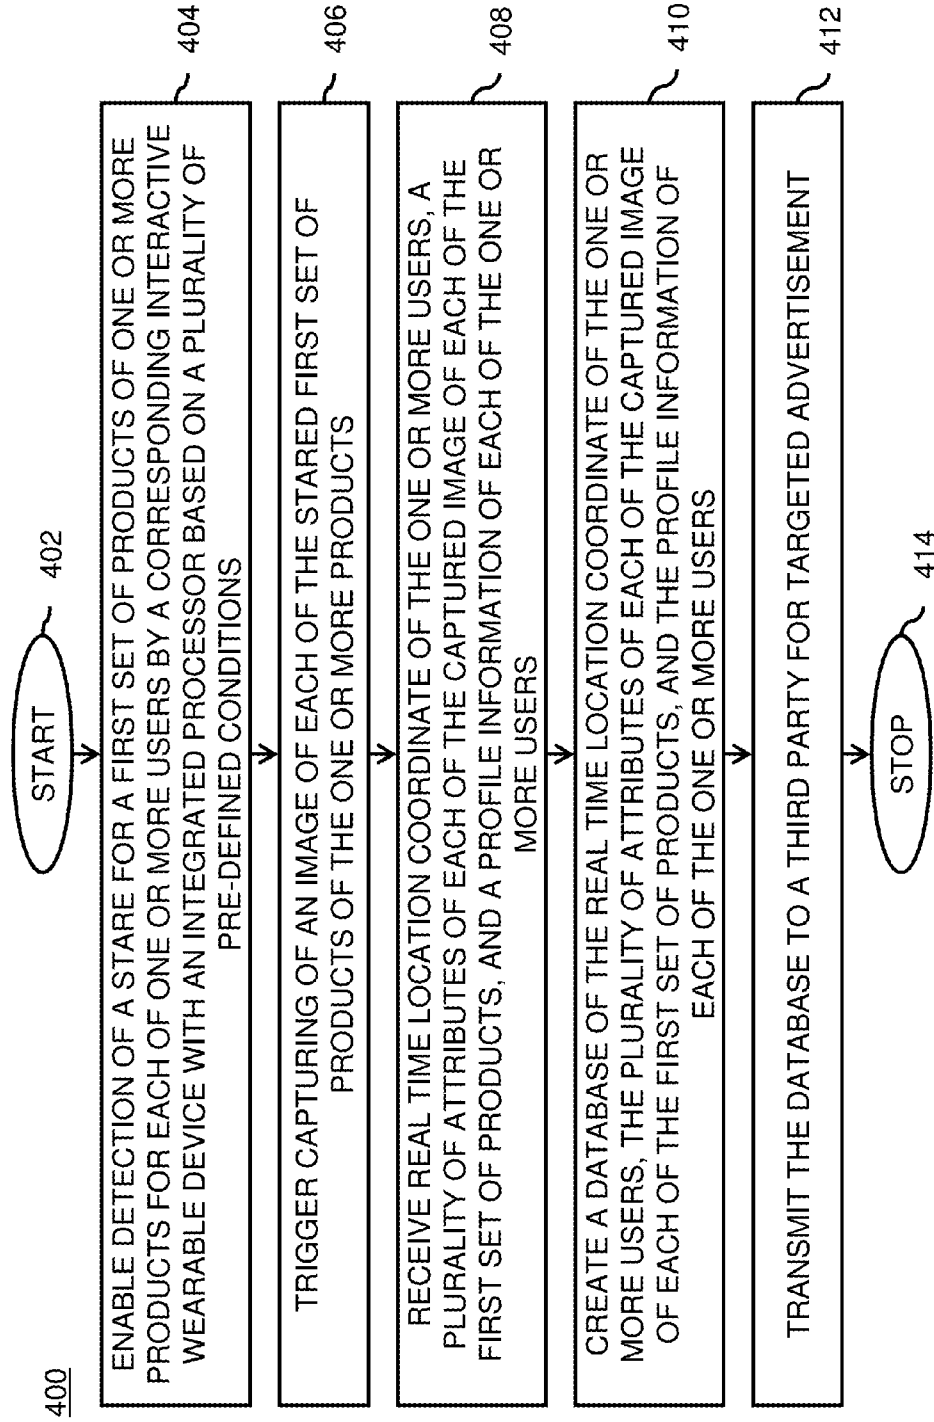 400
START
402
ENABLE DETECTION OF A STARE FOR A FIRST SET OF PRODUCTS OF ONE OR MORE
PRODUCTS FOR EACH OF ONE OR MORE USERS BY A CORRESPONDING INTERACTIVE
WEARABLE DEVICE WITH AN INTEGRATED PROCESSOR BASED ON A PLURALITY OF
PRE-DEFINED CONDITIONS
404
TRIGGER CAPTURING OF AN IMAGE OF EACH OF THE STARED FIRST SET OF
PRODUCTS OF THE ONE OR MORE PRODUCTS
406
RECEIVE REAL TIME LOCATION COORDINATE OF THE ONE OR MORE USERS, A
PLURALITY OF ATTRIBUTES OF EACH OF THE CAPTURED IMAGE OF EACH OF THE
FIRST SET OF PRODUCTS, AND A PROFILE INFORMATION OF EACH OF THE ONE OR
MORE USERS
408
CREATE A DATABASE OF THE REAL TIME LOCATION COORDINATE OF THE ONE OR
MORE USERS, THE PLURALITY OF ATTRIBUTES OF EACH OF THE CAPTURED IMAGE
OF EACH OF THE FIRST SET OF PRODUCTS, AND THE PROFILE INFORMATION OF
EACH OF THE ONE OR MORE USERS
410
TRANSMIT THE DATABASE TO A THIRD PARTY FOR TARGETED ADVERTISEMENT
412
STOP
414